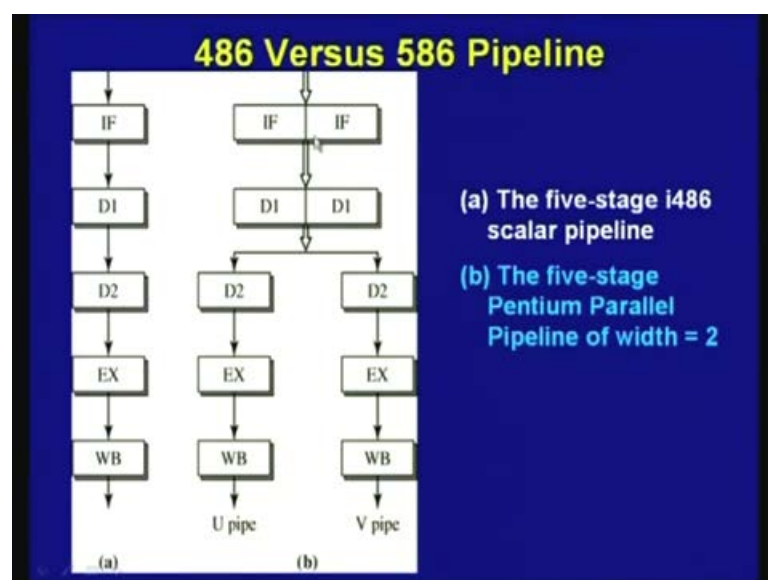 486 Versus 586 Pipeline
IF
IF IF
D1
D1 D1
D2
D2
D2
EX
EX
EX
WB
WB
WB
U pipe
V pipe
(a)
(b)
(a) The five-stage i486
scalar pipeline
(b) The five-stage
Pentium Parallel
Pipeline of width = 2